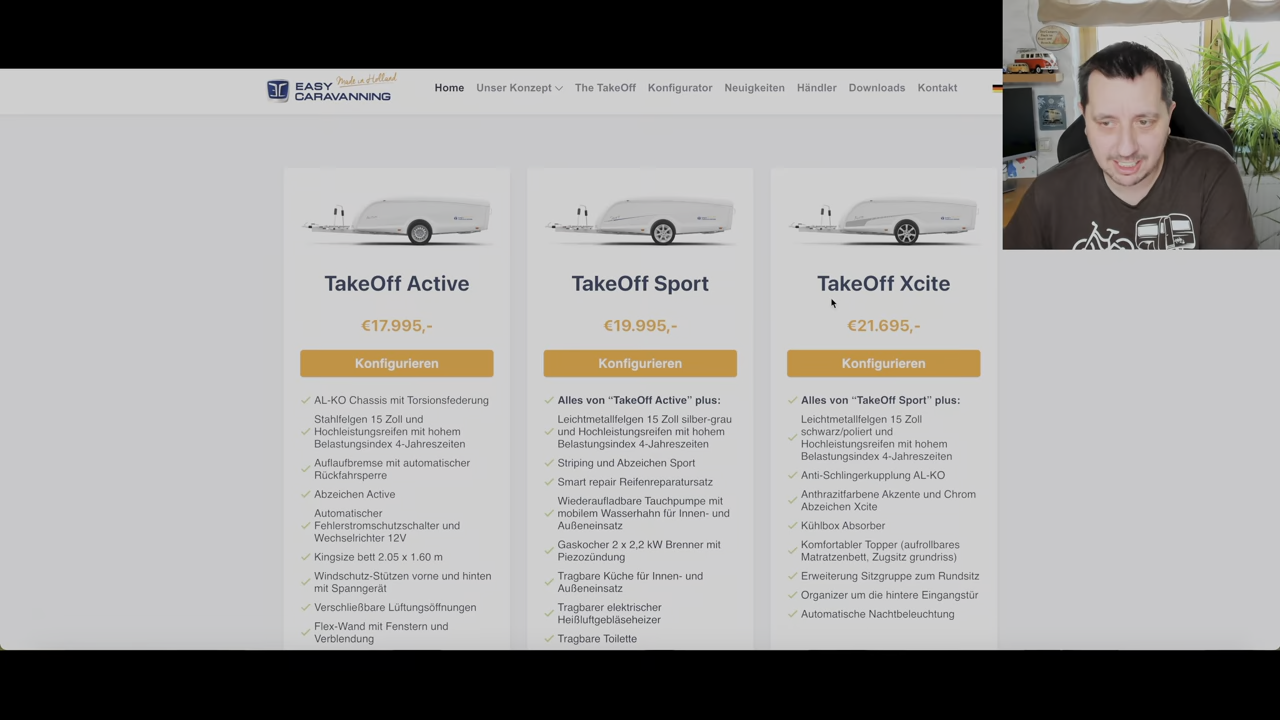 Made in Holland
EASY
CARAVANNING
Home Unser Konzept The TakeOff Konfigurator Neuigkeiten Händler Downloads Kontakt
TakeOff Active
€17.995,-
Konfigurieren
AL-KO Chassis mit Torsionsfederung
Stahlfelgen 15 Zoll und
Hochleistungsreifen mit hohem
Belastungsindex 4-Jahreszeiten
Auflaufbremse mit automatischer
Rückfahrsperre
Abzeichen Active
Automatischer
Fehlerstromschutzschalter und
Wechselrichter 12V
Kingsize bett 2.05 x 1.60 m
Windschutz-Stützen vorne und hinten
mit Spanngerät
Verschließbare Lüftungsöffnungen
Flex-Wand mit Fenstern und
Verblendung
TakeOff Sport
€19.995,-
Konfigurieren
Alles von “TakeOff Active” plus:
Leichtmetallfelgen 15 Zoll silber-grau
und Hochleistungsreifen mit hohem
Belastungsindex 4-Jahreszeiten
Striping und Abzeichen Sport
Smart repair Reifenreparatursatz
Wiederaufladbare Tauchpumpe mit
mobilem Wasserhahn für Innen- und
Außeneinsatz
Gaskocher 2 x 2,2 kW Brenner mit
Piezozündung
Tragbare Küche für Innen- und
Außeneinsatz
Tragbarer elektrischer
Heißluftgebläseheizer
Tragbare Toilette
TakeOff Xcite
€21.695,-
Konfigurieren
Alles von “TakeOff Sport” plus:
Leichtmetallfelgen 15 Zoll
schwarz/poliert und
Hochleistungsreifen mit hohem
Belastungsindex 4-Jahreszeiten
Anti-Schlingerkupplung AL-KO
Anthrazitfarbene Akzente und Chrom
Abzeichen Xcite
Kühlbox Absorber
Komfortabler Topper (aufrollbares
Matratzenbett, Zugsitz grundriss)
Erweiterung Sitzgruppe zum Rundsitz
Organizer um die hintere Eingangstür
Automatische Nachtbeleuchtung